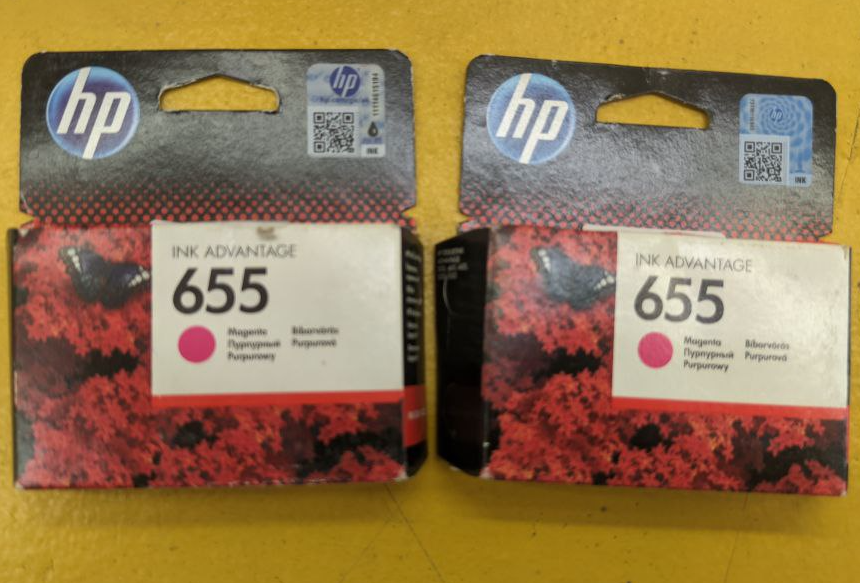 hp
hp
INK
INK ADVANTAGE
655
Magenta
Пурпурный
Purpurowy
Bíborvörös
Purpurová
hp
INK
INK ADVANTAGE
655
Magenta
Пурпурный
Purpurowy
Bíborvörös
Purpurová